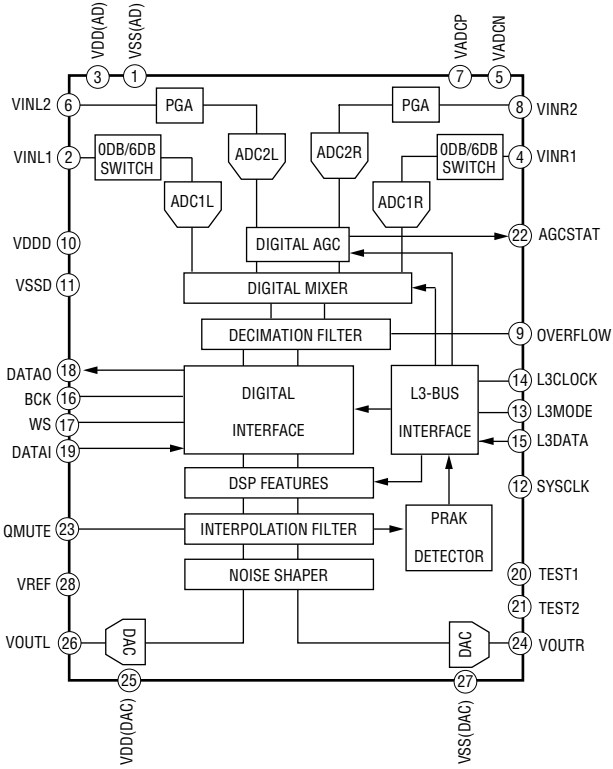 VDD(AD)
VSS(AD)
VADCP
VADCN
3
1
7
5
VINL2
6
PGA
PGA
8
VINR2
VINL1
2
0DB/6DB
SWITCH
ADC2L
ADC2R
0DB/6DB
SWITCH
4
VINR1
ADC1L
ADC1R
VDDD
10
DIGITAL AGC
22
AGCSTAT
VSSD
11
DIGITAL MIXER
DECIMATION FILTER
9
OVERFLOW
DATAO
18
BCK
16
WS
17
DATAI
19
DIGITAL
INTERFACE
L3-BUS
INTERFACE
14
L3CLOCK
13
L3MODE
15
L3DATA
DSP FEATURES
12
SYSCLK
QMUTE
23
INTERPOLATION FILTER
PRAK
DETECTOR
VREF
28
NOISE SHAPER
20
TEST1
21
TEST2
VOUTL
26
DAC
DAC
24
VOUTR
25
27
VDD(DAC)
VSS(DAC)